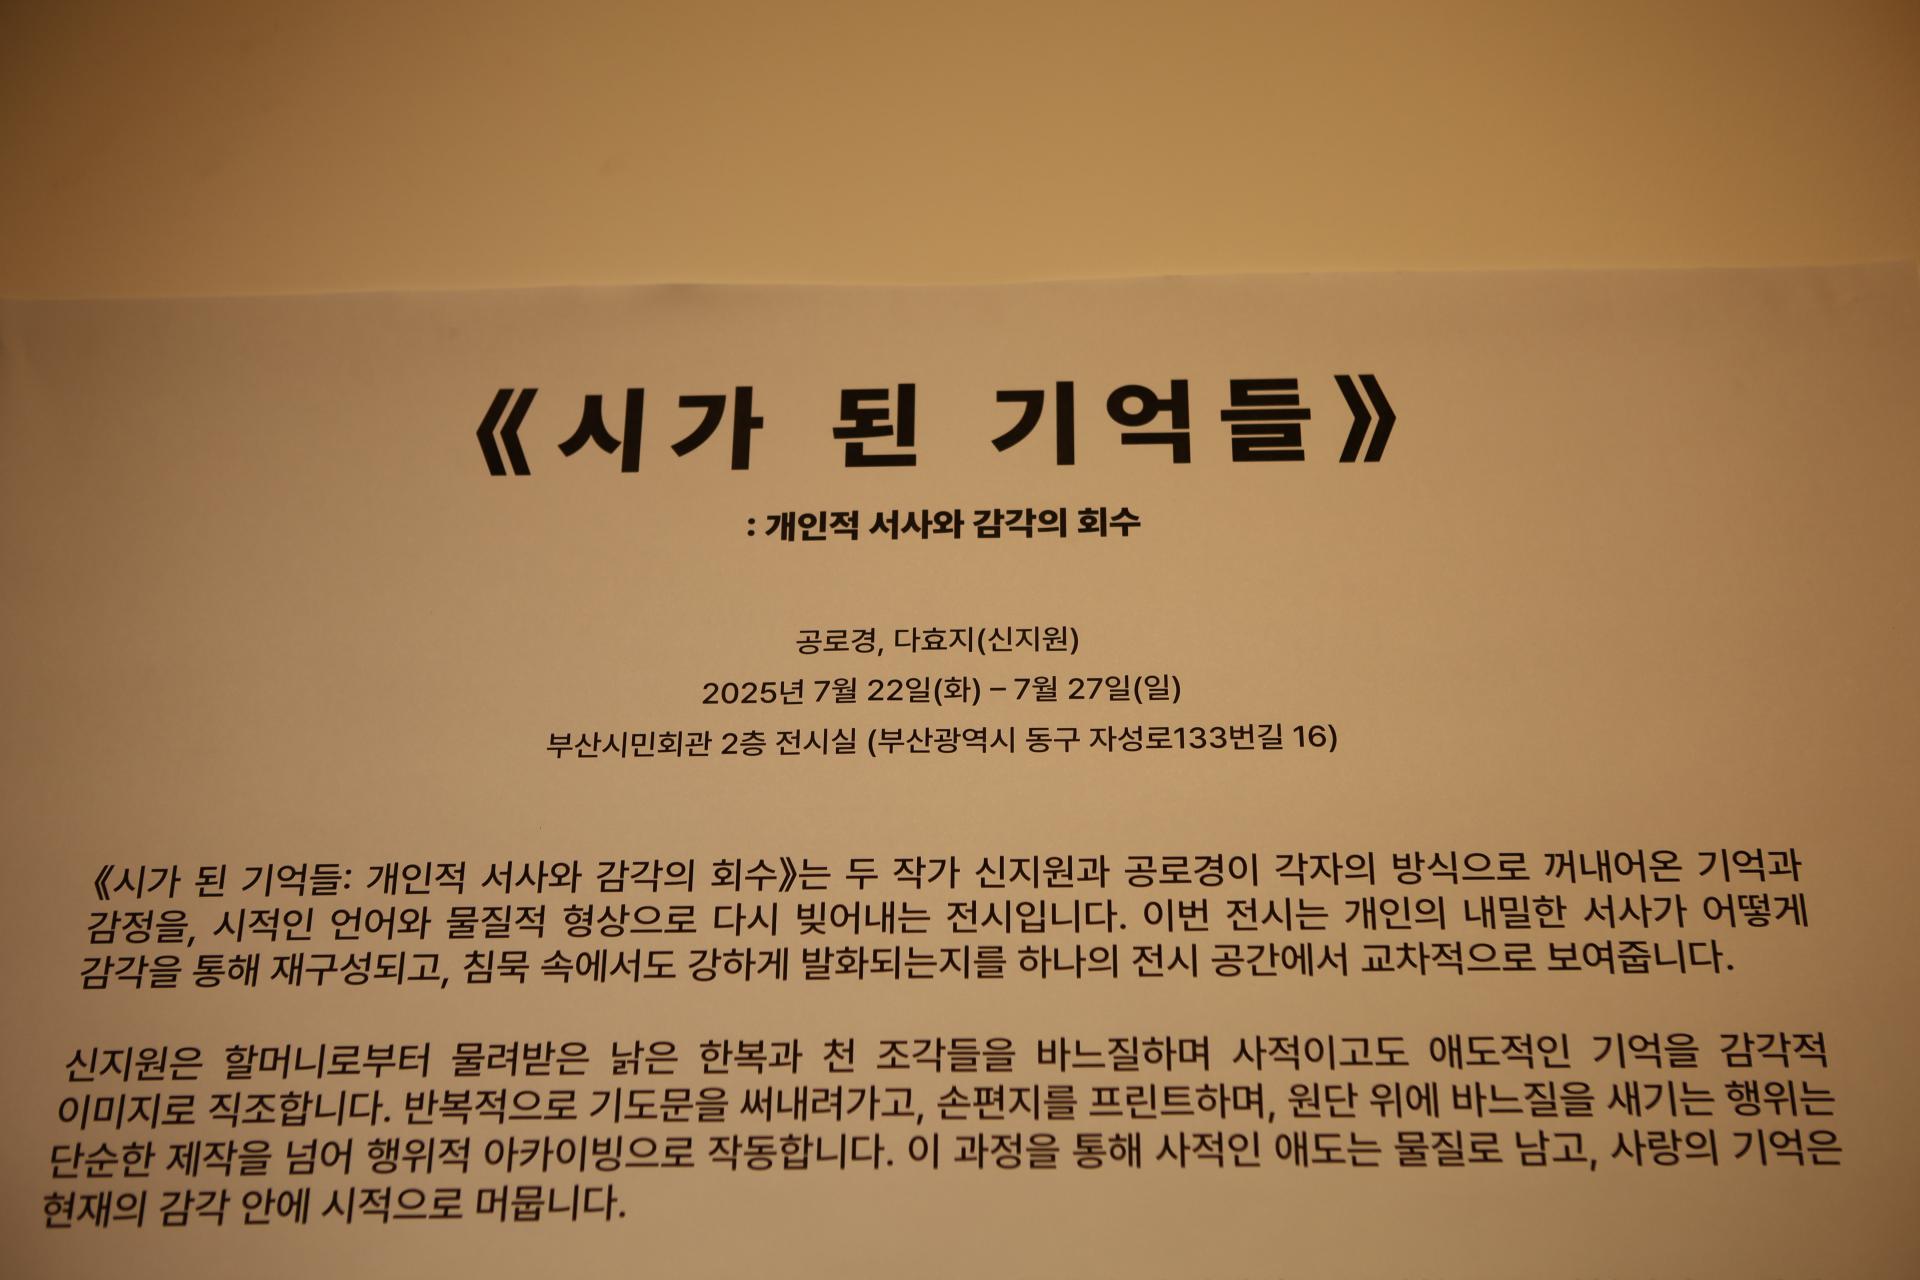 《시가 된 기억들》
: 개인적 서사와 감각의 회수
공로경, 다효지(신지원)
2025년 7월 22일(화) – 7월 27일(일)
부산시민회관 2층 전시실 (부산광역시 동구 자성로133번길 16)
《시가 된 기억들: 개인적 서사와 감각의 회수》는 두 작가 신지원과 공로경이 각자의 방식으로 꺼내어온 기억과
감정을, 시적인 언어와 물질적 형상으로 다시 빚어내는 전시입니다. 이번 전시는 개인의 내밀한 서사가 어떻게
감각을 통해 재구성되고, 침묵 속에서도 강하게 발화되는지를 하나의 전시 공간에서 교차적으로 보여줍니다.
신지원은 할머니로부터 물려받은 낡은 한복과 천 조각들을 바느질하며 사적이고도 애도적인 기억을 감각적
이미지로 직조합니다. 반복적으로 기도문을 써내려가고, 손편지를 프린트하며, 원단 위에 바느질을 새기는 행위는
단순한 제작을 넘어 행위적 아카이빙으로 작동합니다. 이 과정을 통해 사적인 애도는 물질로 남고, 사랑의 기억은
현재의 감각 안에 시적으로 머뭅니다.